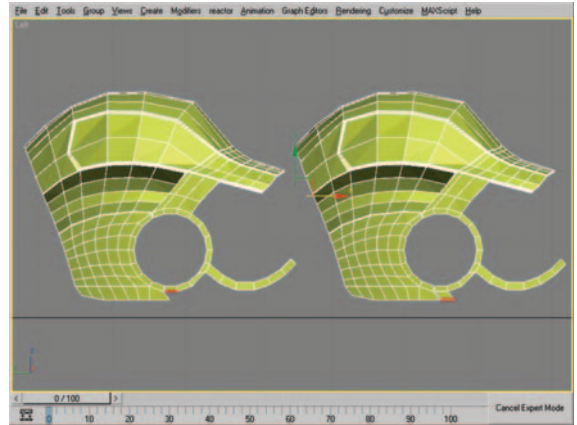 File Edit Tools Group Views Create Modifiers reactor Animation Graph Editors Rendering Customize MAXScript Help
Left
z
< 0 / 100 >
0 10 20 30 40 50 60 70 80 90 100
Cancel Expert Mode